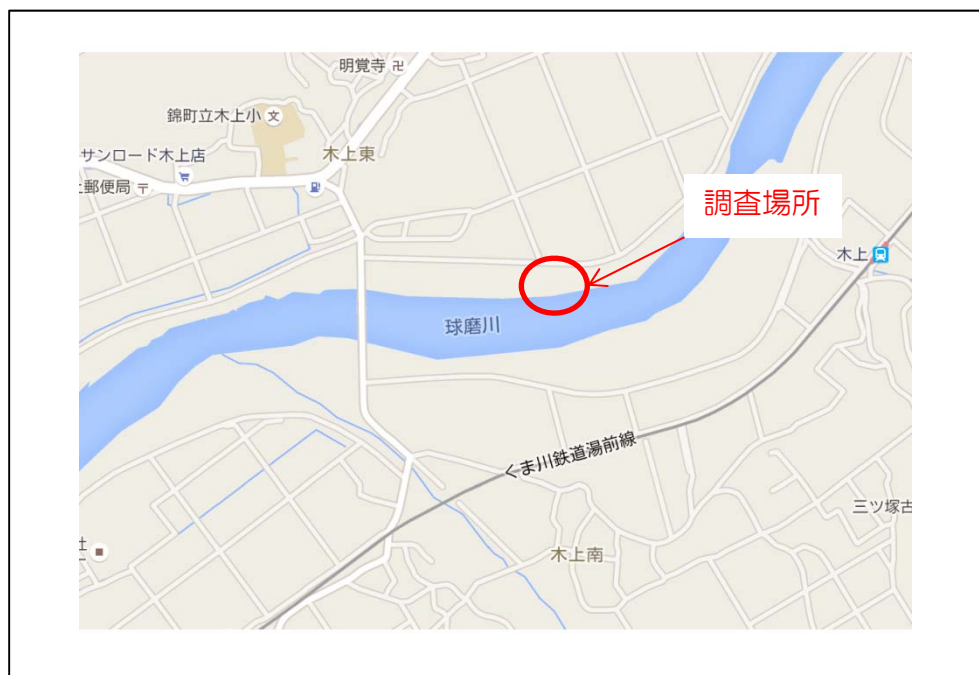 明覚寺
錦町立木上小
文
サンロード木上店
木上東
郵便局
調査場所
木上
球磨川
くま川鉄道湯前線
三ツ塚古
木上南